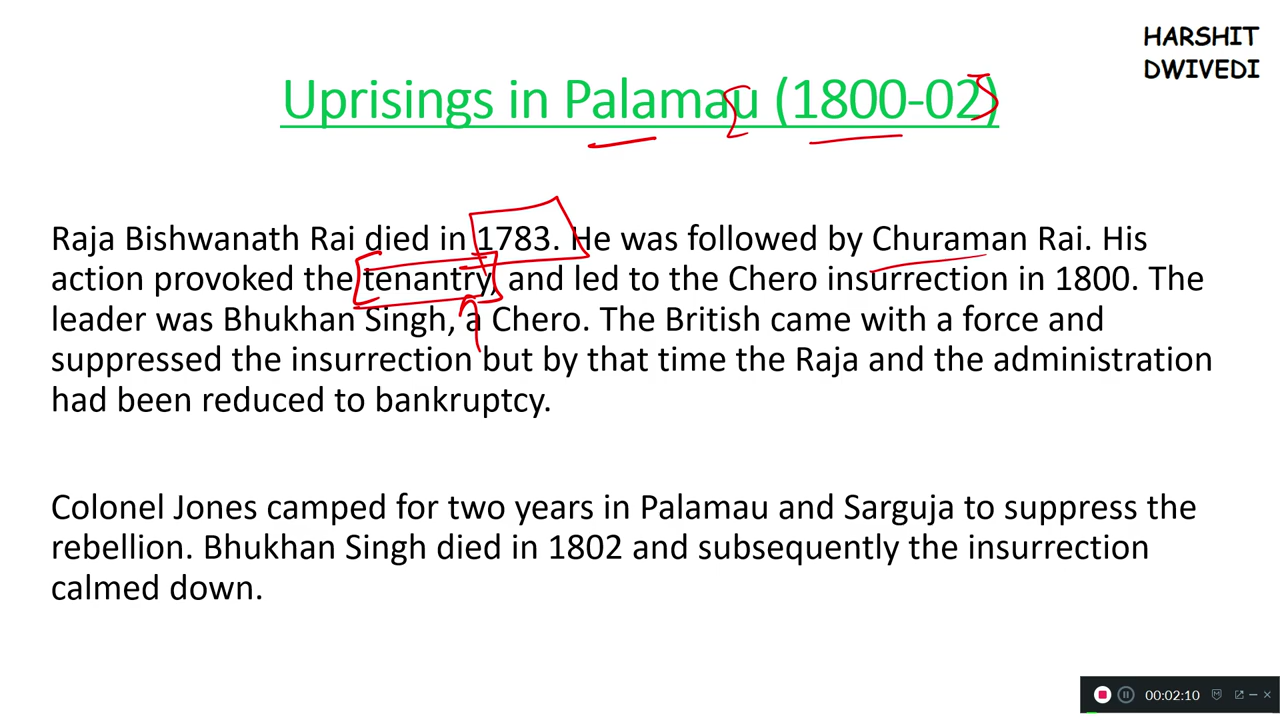 HARSHIT
DWIVEDI
Uprisings in Palamau (1800-02)
Raja Bishwanath Rai died in 1783. He was followed by Churaman Rai. His
action provoked the tenantry, and led to the Chero insurrection in 1800. The
leader was Bhukhan Singh, a Chero. The British came with a force and
suppressed the insurrection but by that time the Raja and the administration
had been reduced to bankruptcy.
Colonel Jones camped for two years in Palamau and Sarguja to suppress the
rebellion. Bhukhan Singh died in 1802 and subsequently the insurrection
calmed down.
00:02:10